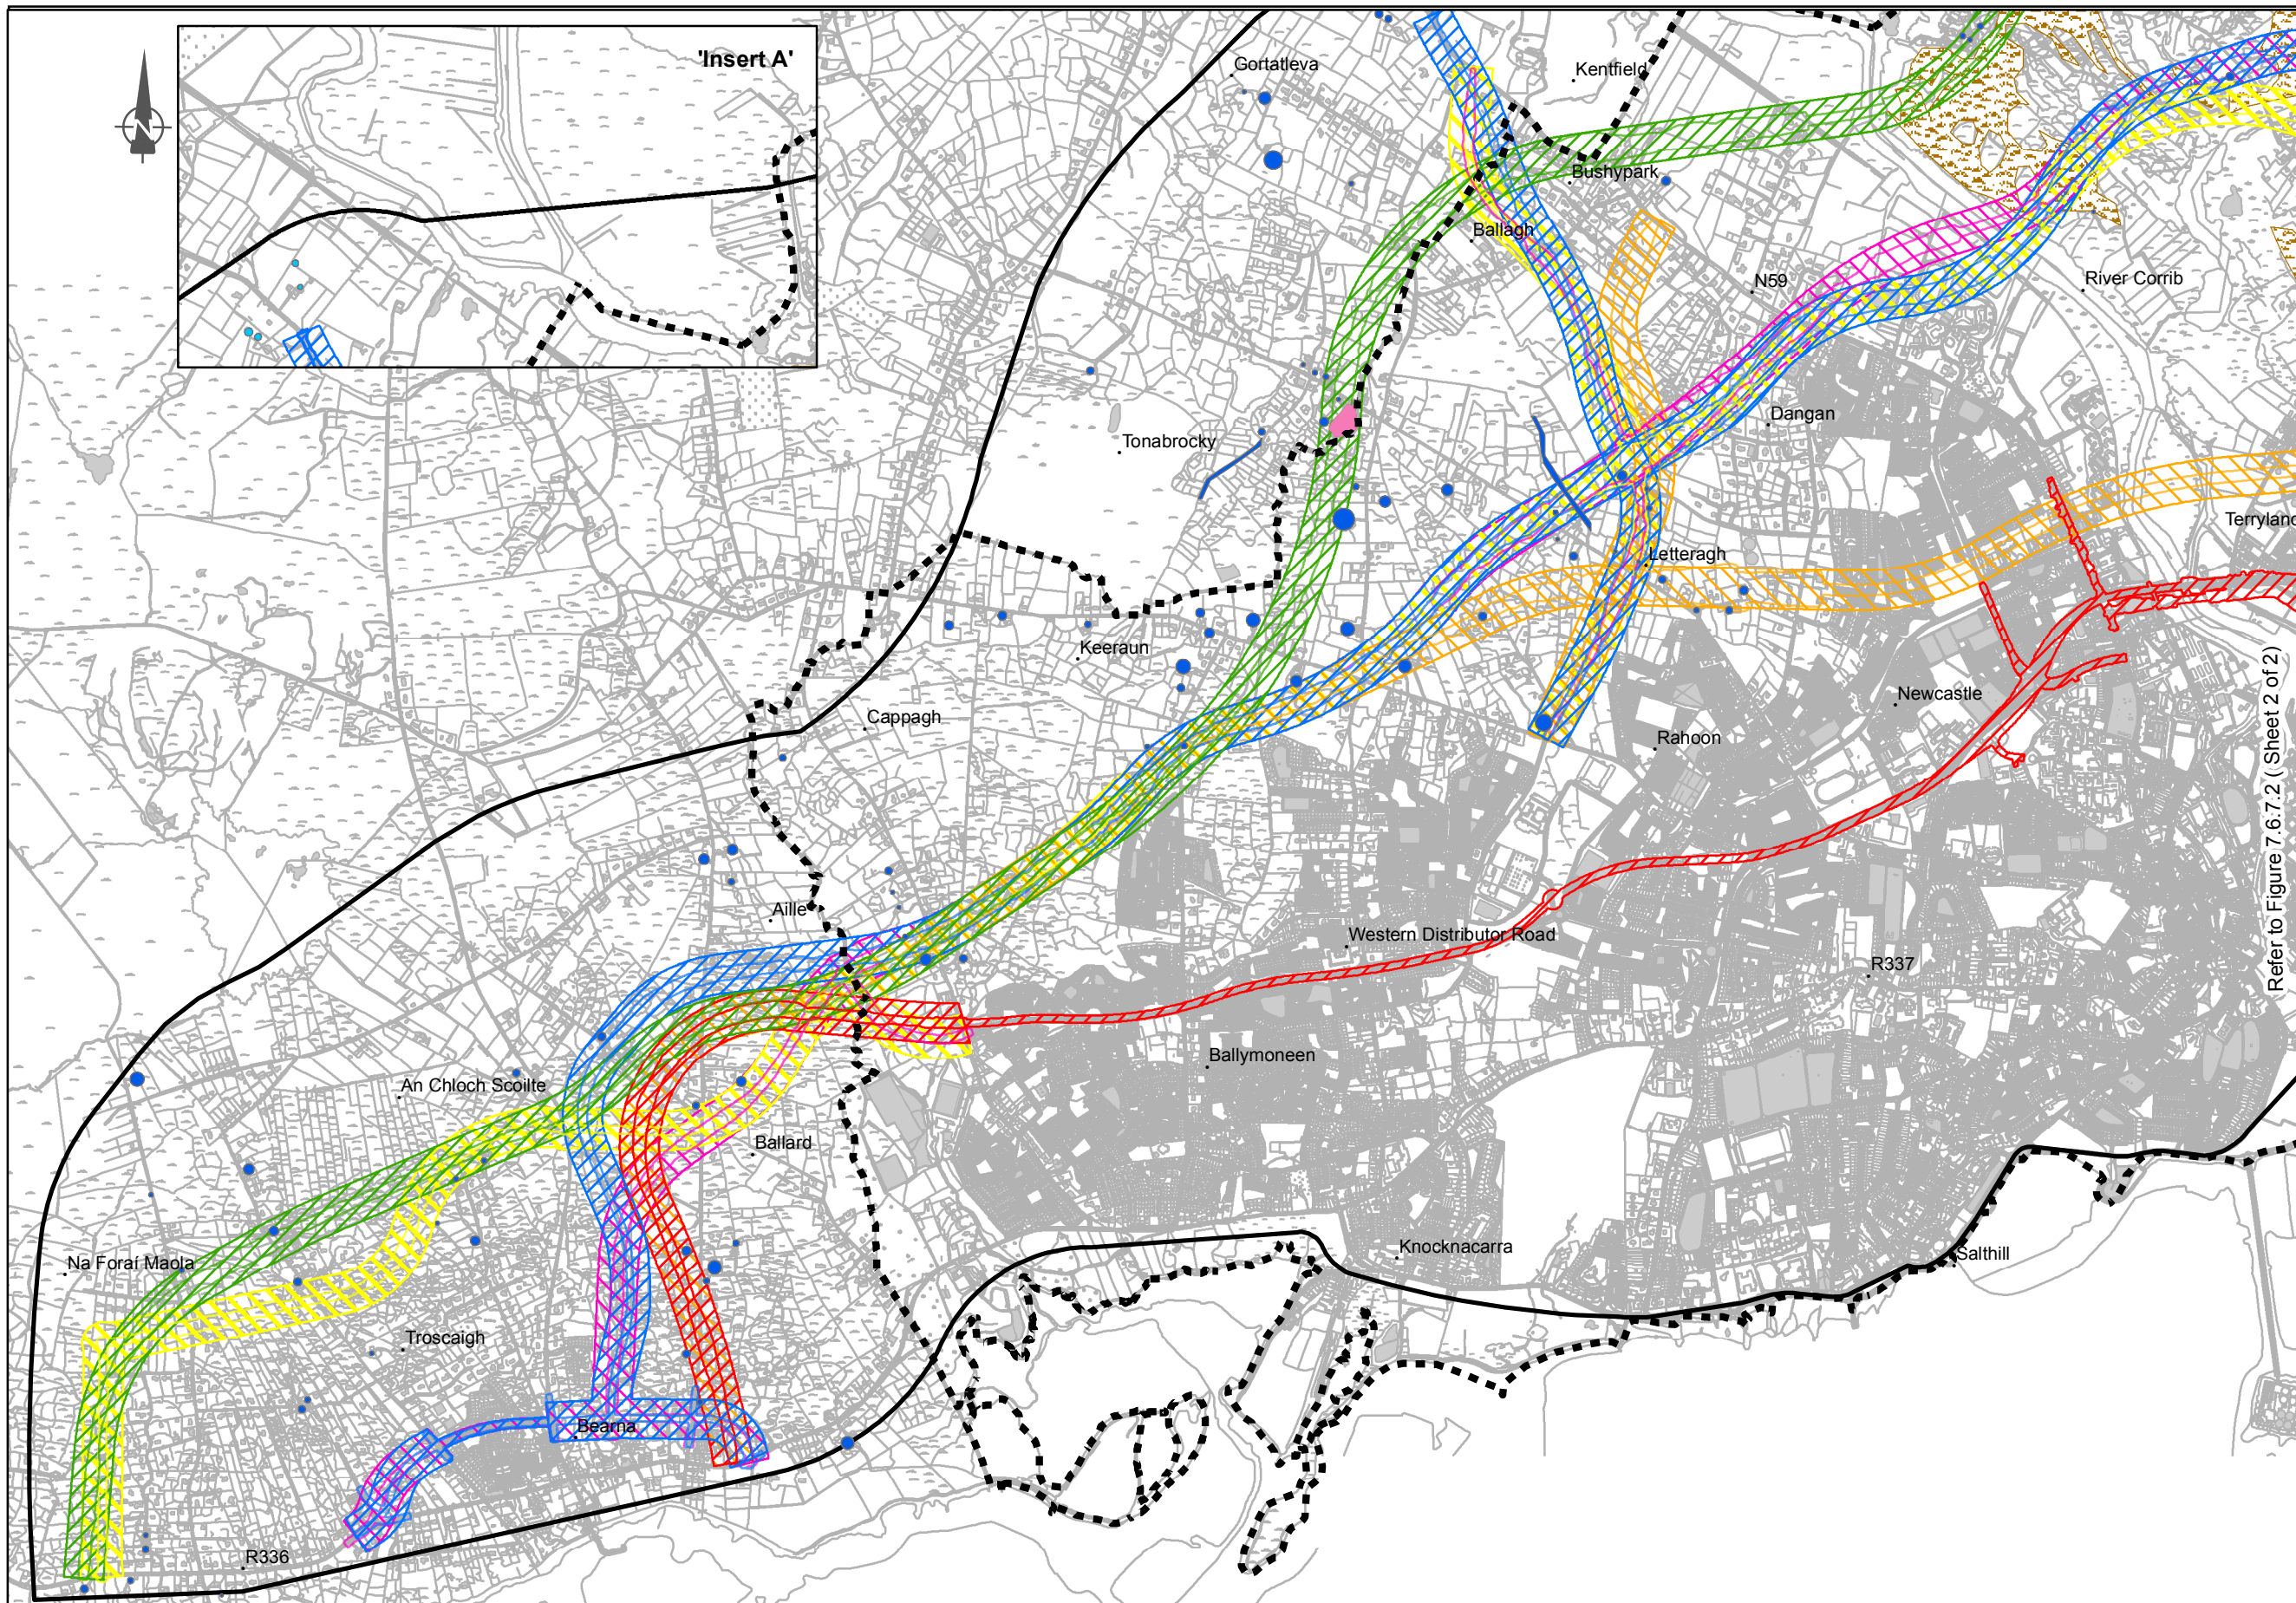 'Insert A'
N
Gortatleva
Kentfield
Bushypark
Ballagh
N59
River Corrib
Tonabrocky
Dangan
Letteragh
Keeraun
Cappagh
Newcastle
Rahoon
Refer to Figure 7.6.7.2 ( Sheet 2 of 2)
Aille
Western Distributor Road
R337
Ballymoneen
An Chloch Scoilte
Ballard
Na Foraí Maola
Knocknacarra
Salthill
Troscaigh
Bearna
R336